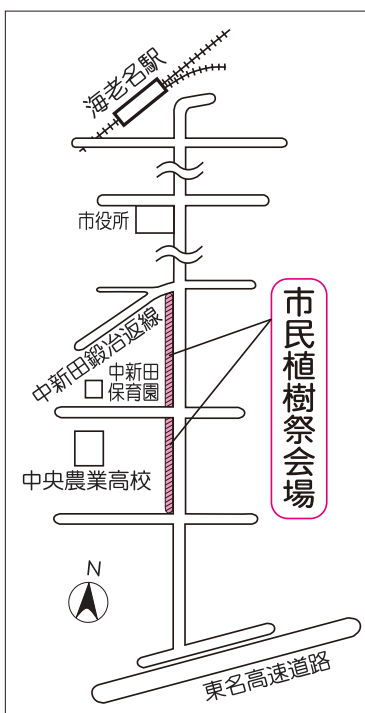 海老名駅
市役所
中新田鍛冶返線
中新田
保育園
市民植樹祭会場
中央農業高校
N
東名高速道路